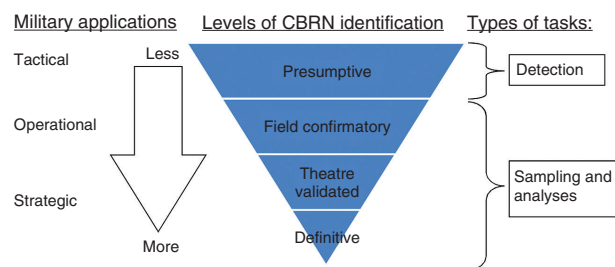 Military applications
Levels of CBRN identification
Types of tasks:
Tactical
Less
Presumptive
Detection
Operational
Field confirmatory
Theatre
validated
Sampling and
analyses
Strategic
Definitive
More